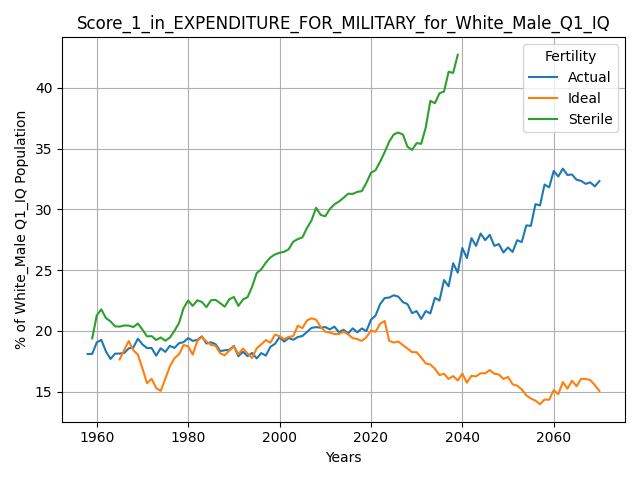 Score_1_in_EXPENDITURE_FOR_MILITARY_for_White_Male_Q1_IQ
% of White_Male Q1_IQ Population
40
35
30
25
20
15
Fertility
Actual
Ideal
Sterile
1960
1980
2000
2020
2040
2060
Years